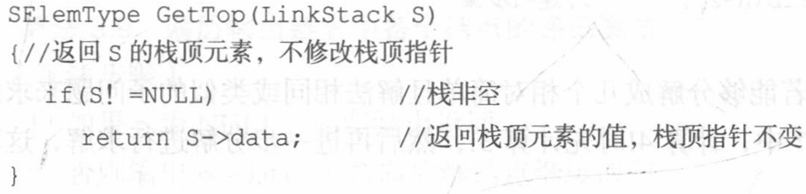 SElemType GetTop(LinkStack S)
{//返回S的栈顶元素，不修改栈顶指针
if(S！=NULL) //栈非空
return S->data; //返回栈顶元素的值，栈顶指针不变
}